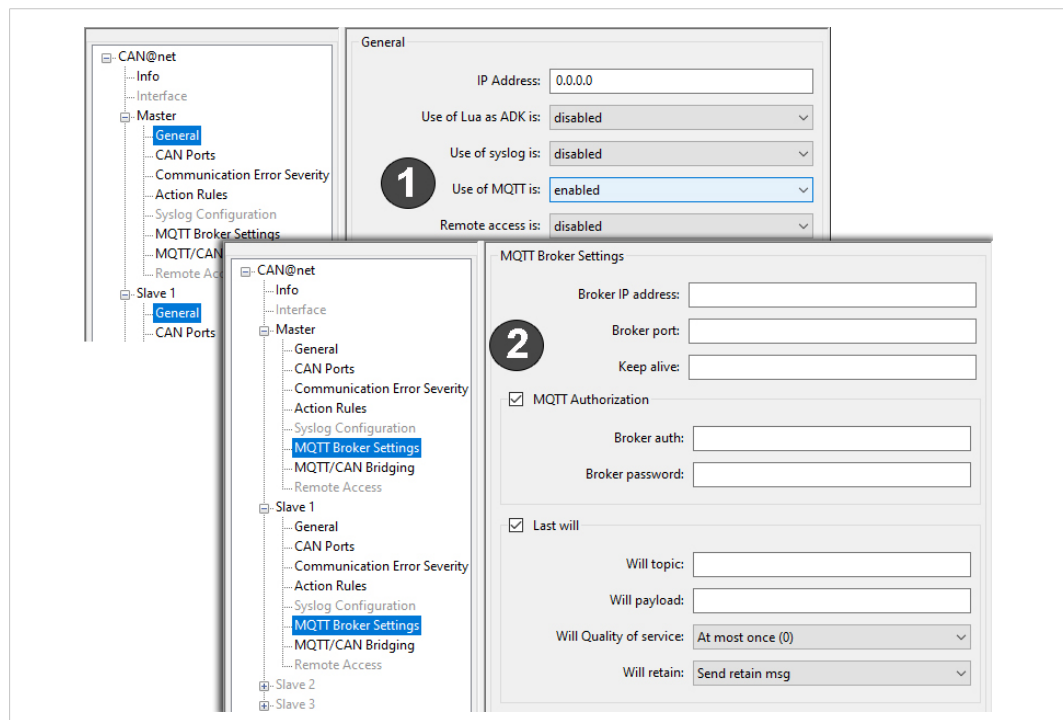 CAN@net
Info
Interface
Master
General
CAN Ports
Communication Error Severity
Action Rules
Syslog Configuration
MQTT Broker Settings
MQTT/CAN
Remote Acc
Slave 1
General
CAN Ports
General
IP Address: 0.0.0.0
Use of Lua as ADK is: disabled
Use of syslog is: disabled
1
Use of MQTT is: enabled
Remote access is: disabled
CAN@net
Info
Interface
Master
General
CAN Ports
Communication Error Severity
Action Rules
Syslog Configuration
MQTT Broker Settings
MQTT/CAN Bridging
Remote Access
Slave 1
General
CAN Ports
Communication Error Severity
Action Rules
Syslog Configuration
MQTT Broker Settings
MQTT/CAN Bridging
Remote Access
Slave 2
Slave 3
MQTT Broker Settings
Broker IP address:
2
Broker port:
Keep alive:
MQTT Authorization
Broker auth:
Broker password:
Last will
Will topic:
Will payload:
Will Quality of service: At most once (0)
Will retain: Send retain msg